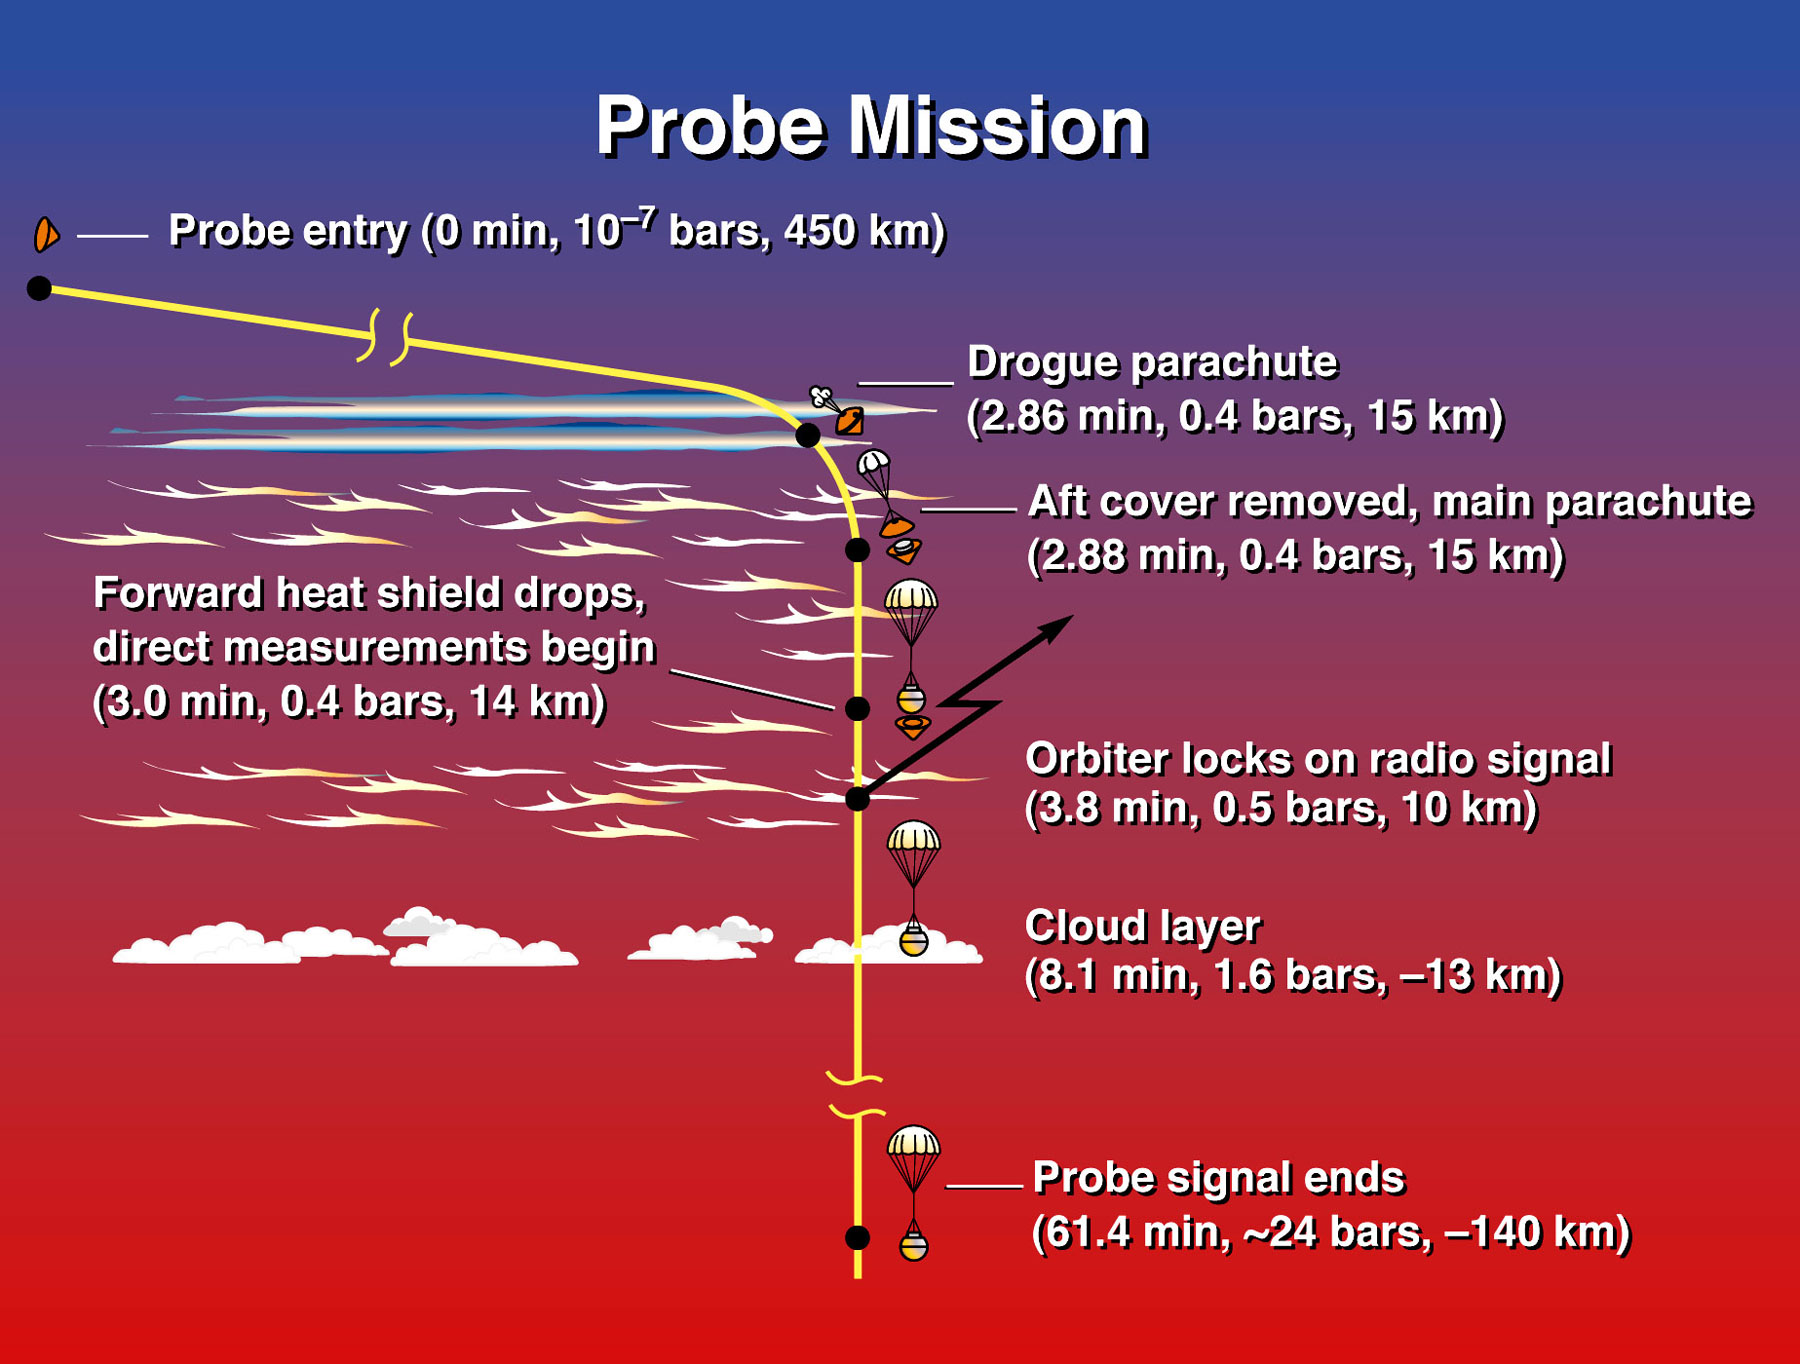 Probe Mission
Probe entry (0 min, 10⁻⁷ bars, 450 km)
Drogue parachute
(2.86 min, 0.4 bars, 15 km)
Aft cover removed, main parachute
(2.88 min, 0.4 bars, 15 km)
Forward heat shield drops,
direct measurements begin
(3.0 min, 0.4 bars, 14 km)
Orbiter locks on radio signal
(3.8 min, 0.5 bars, 10 km)
Cloud layer
(8.1 min, 1.6 bars, –13 km)
Probe signal ends
(61.4 min, ~24 bars, –140 km)